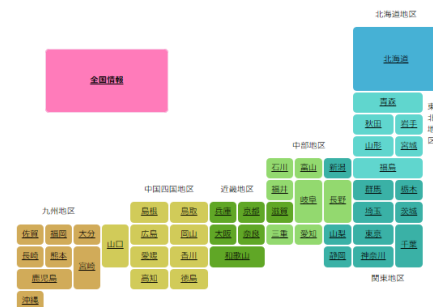 北海道地区
全国情報
北海道
青森
東北地区
秋田 岩手
山形 宮城
中部地区
石川 富山 新潟 福島
中国四国地区 近畿地区
福井 岐阜 長野 群馬 栃木
九州地区
島根 鳥取 兵庫 京都 滋賀 埼玉 茨城
佐賀 福岡 大分 山口 広島 岡山 大阪 奈良 三重 愛知 山梨 東京 千葉
長崎 熊本 宮崎 愛媛 香川 和歌山 静岡 神奈川
鹿児島 高知 徳島
関東地区
沖縄